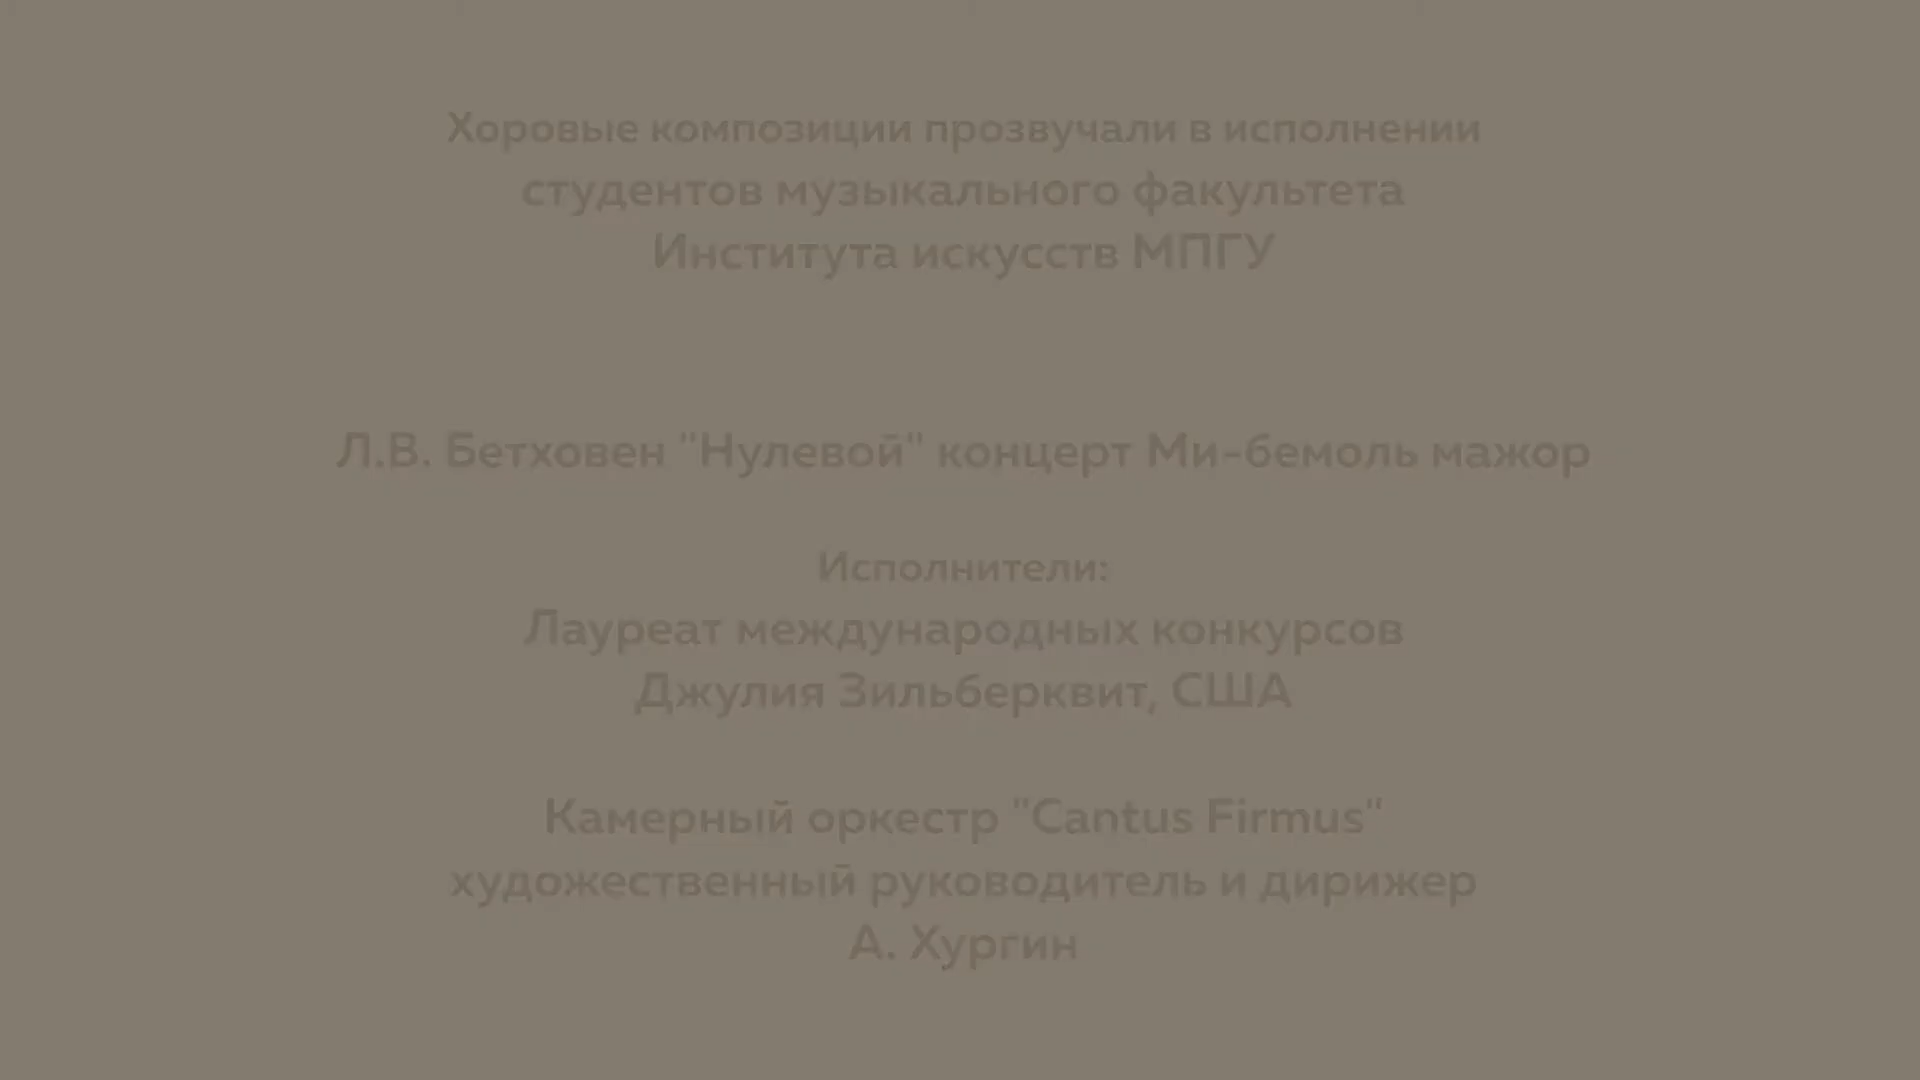 Хоровые композиции прозвучали в исполнении
студентов музыкального факультета
Института искусств МПГУ
Л.В. Бетховен "Нулевой" концерт Ми-бемоль мажор
Исполнители:
Лауреат международных конкурсов
Джулия Зильберквит, США
Камерный оркестр "Cantus Firmus"
художественный руководитель и дирижер
А. Хургин